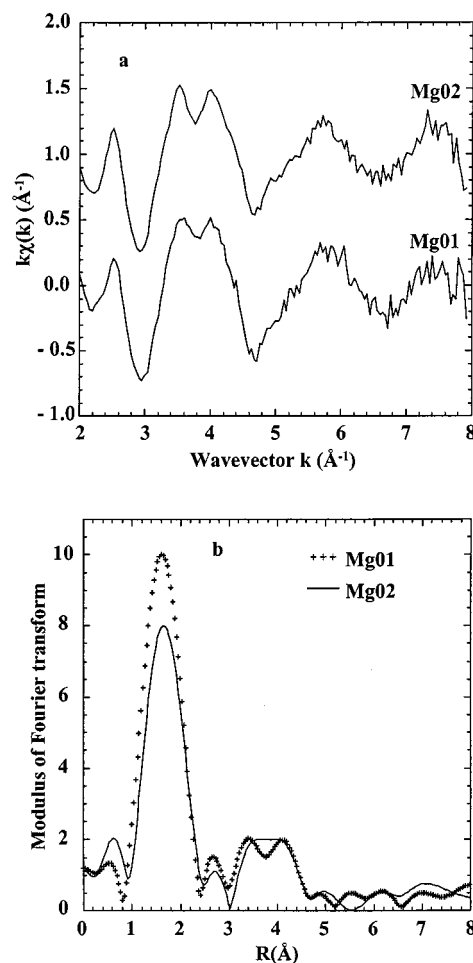 2.0
a
Mg02
1.5
1.0
kχ(k) (Å⁻¹)
0.5
Mg01
0.0
- 0.5
- 1.0
2 3 4 5 6 7 8
Wavevector k (Å⁻¹)
b
+++ Mg01
Mg02
10
8
Modulus of Fourier transform
6
4
2
0
0 1 2 3 4 5 6 7 8
R(Å)